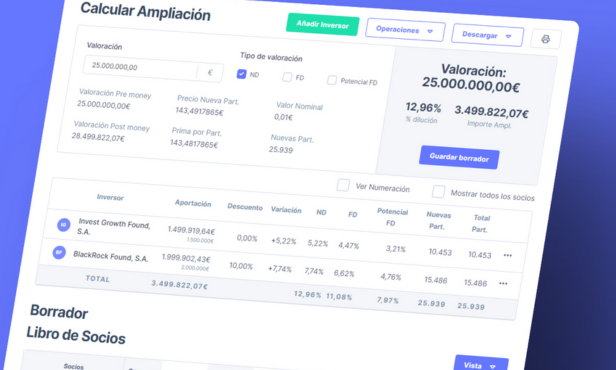 Calcular Ampliación
Añadir Inversor
Operaciones
Descargar
Valoración
25.000.000,00 €
Tipo de valoración
ND
FD
Potencial FD
Valoración Pre money
25.000.000,00€
Precio Nueva Part.
143,4917865€
Valor Nominal
0,01€
Valoración Post money
28.499.822,07€
Prima por Part.
143,4817865€
Nuevas Part.
25.939
Valoración:
25.000.000,00€
12,96% 3.499.822,07€
% dilución Importe Ampl.
Guardar borrador
Ver Numeración
Mostrar todos los socios
Inversor Aportación Descuento Variación ND FD Potencial FD Nuevas Part. Total Part.
IG Invest Growth Found, S.A. 1.499.919,64€ 0,00% +5,22% 5,22% 4,47% 3,21% 10.453 10.453
1.500.000€
BF BlackRock Found, S.A. 1.999.902,43€ 10,00% +7,74% 7,74% 6,62% 4,76% 15.486 15.486
2.000.000€
TOTAL 3.499.822,07€ 12,96% 11,08% 7,97% 25.939 25.939
Borrador
Libro de Socios
Vista
Socios